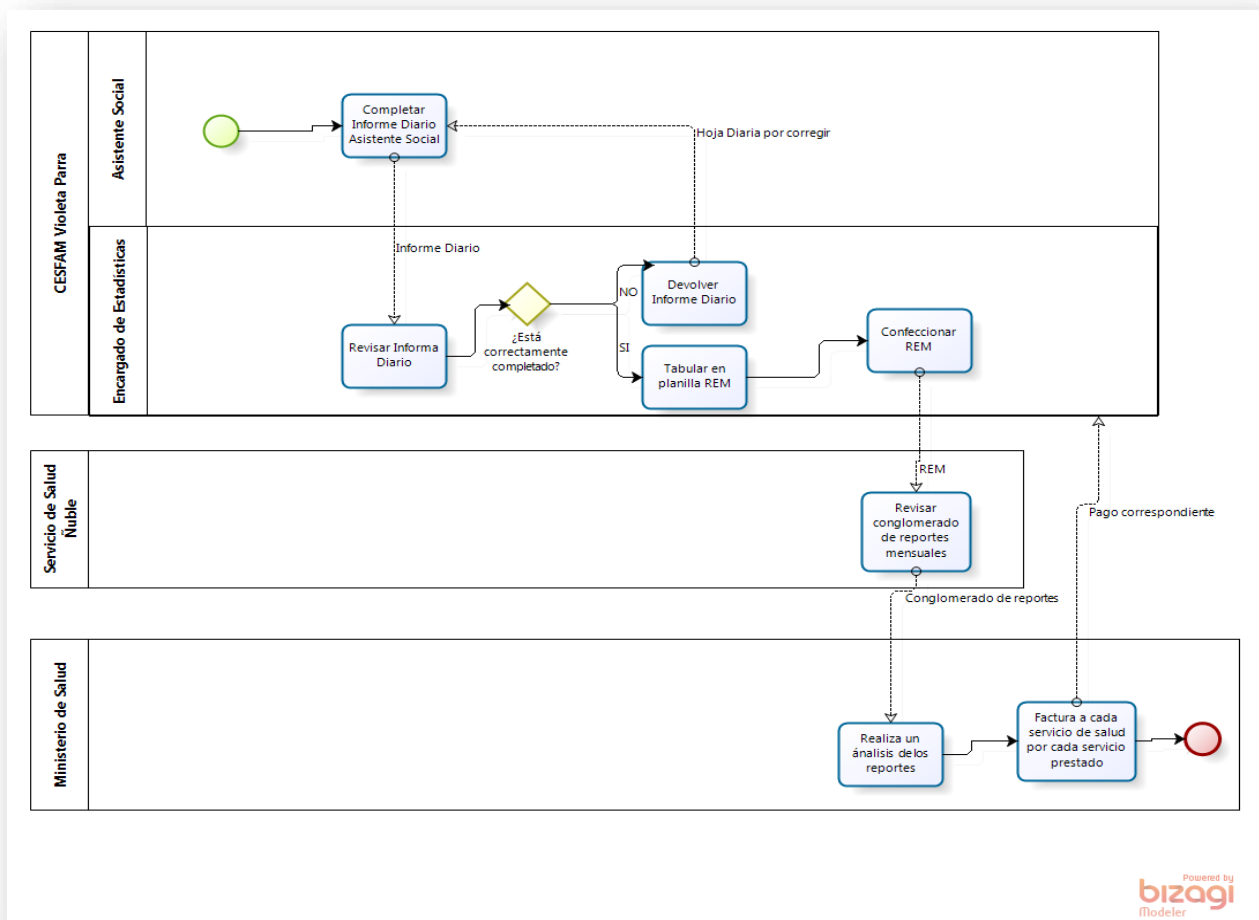 CESFAM Violeta Parra
Asistente Social
Completar
Informe Diario
Asistente Social
Hoja Diaria por corregir
Encargado de Estadísticas
Informe Diario
Revisar Informa
Diario
¿Está
correctamente
completado?
NO
SI
Devolver
Informe Diario
Tabular en
planilla REM
Confeccionar
REM
Servicio de Salud
Ñuble
REM
Revisar
conglomerado
de reportes
mensuales
Pago correspondiente
Conglomerado de reportes
Ministerio de Salud
Realiza un
ánalisis delos
reportes
Factura a cada
servicio de salud
por cada servicio
prestado
Powered by
bizagi
Modeler